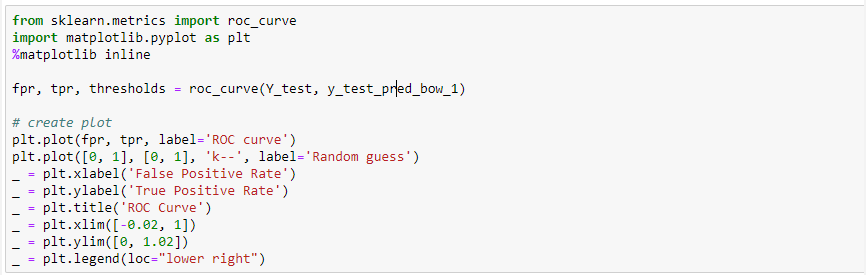 from sklearn.metrics import roc_curve
import matplotlib.pyplot as plt
%matplotlib inline
fpr, tpr, thresholds = roc_curve(Y_test, y_test_pred_bow_1)
# create plot
plt.plot(fpr, tpr, label='ROC curve')
plt.plot([0, 1], [0, 1], 'k--', label='Random guess')
_ = plt.xlabel('False Positive Rate')
_ = plt.ylabel('True Positive Rate')
_ = plt.title('ROC Curve')
_ = plt.xlim([-0.02, 1])
_ = plt.ylim([0, 1.02])
_ = plt.legend(loc="lower right")